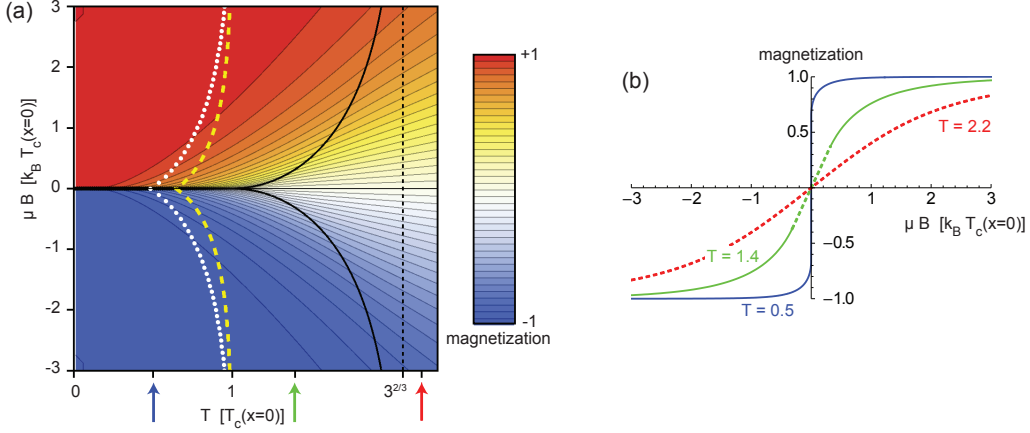 (a)
3
2
1
0
-1
-2
-3
μ B [k_B T_c(x=0)]
0
1
3^{2/3}
T [T_c(x=0)]
+1
-1
magnetization
(b)
magnetization
1.0
0.5
−0.5
−1.0
−3
−2
−1
0
1
2
3
μ B [k_B T_c(x=0)]
T = 2.2
T = 1.4
T = 0.5